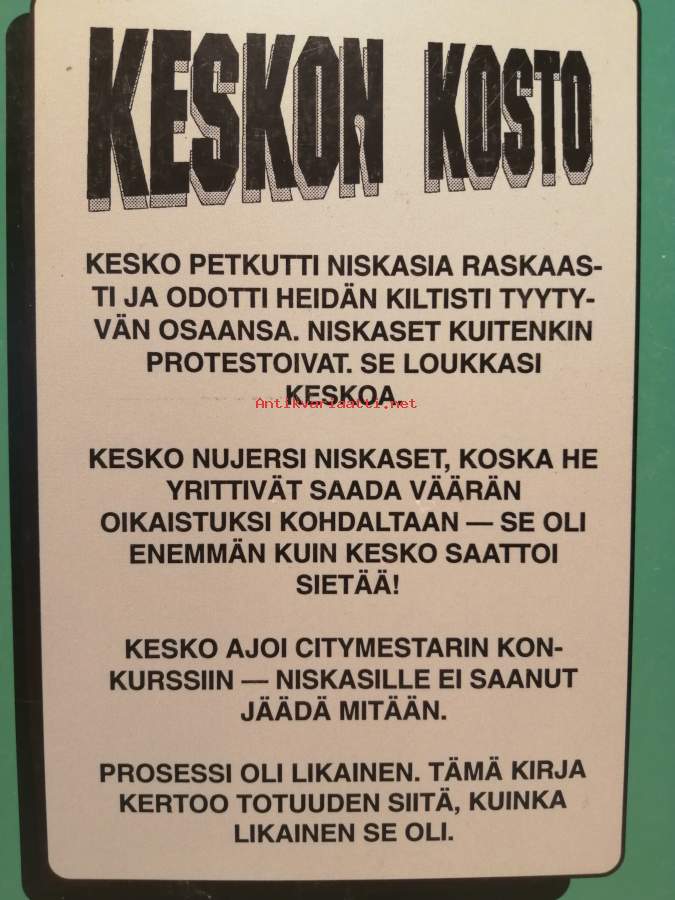 KESKON KOSTO
KESKO PETKUTTI NISKASIA RASKAAS-
TI JA ODOTTI HEIDÄN KILTISTI TYYTY-
VÄN OSAANSA. NISKASET KUITENKIN
PROTESTOIVAT. SE LOUKKASI
KESKOA.
Antikvariaatti.net
KESKO NUJERSI NISKASET, KOSKA HE
YRITTIVÄT SAADA VÄÄRÄN
OIKAISTUKSI KOHDALTAAN — SE OLI
ENEMMÄN KUIN KESKO SAATTOI
SIETÄÄ!
KESKO AJOI CITYMESTARIN KON-
KURSSIIN — NISKASILLE EI SAANUT
JÄÄDÄ MITÄÄN.
PROSESSI OLI LIKAINEN. TÄMÄ KIRJA
KERTOO TOTUUDEN SIITÄ, KUINKA
LIKAINEN SE OLI.